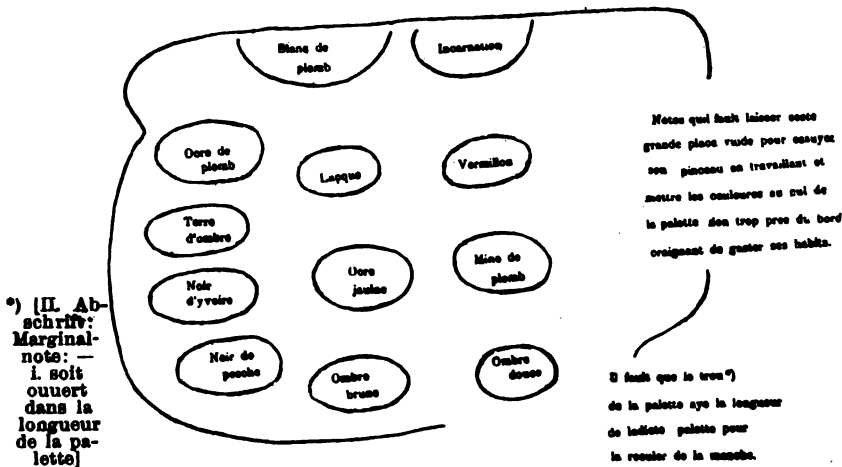 Blanc de
plomb
Incarnation
Ocre de
plomb
Lacque
Vermillon
Terre
d'ombre
Noir
d'yvoire
Ocre
jaulne
Mine de
plomb
Noir de
pesche
Ombre
brune
Ombre
douce
Notes quil fault laisser ceste
grande place vuide pour essuyer
son pinceau en travaillant et
mettre les couleures au cul de
la palette non trop pres du bord
craignant de gaster ses habits.
Il fault que le trou*)
de la palette aye la longueur
de ladicte palette pour
la reculer de la manche.
*) [II. Ab-
schrift:
Marginal-
note: —
i. soit
ouuert
dans la
longueur
de la pa-
lette]